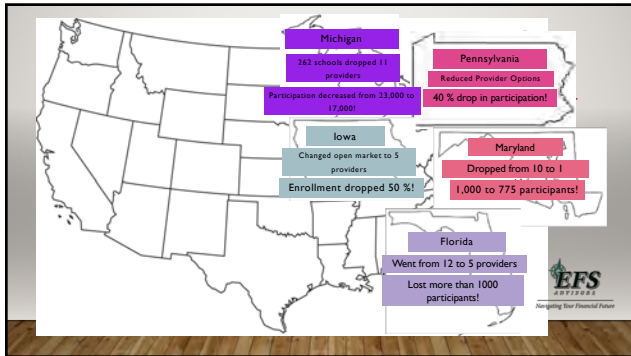 Michigan
262 schools dropped 11
providers
Participation decreased from 23,000 to
17,000!
Pennsylvania
Reduced Provider Options
40 % drop in participation!
Iowa
Changed open market to 5
providers
Enrollment dropped 50 %!
Maryland
Dropped from 10 to 1
1,000 to 775 participants!
Florida
Went from 12 to 5 providers
Lost more than 1000
participants!
EFS
ADVISORS
Navigating Your Financial Future